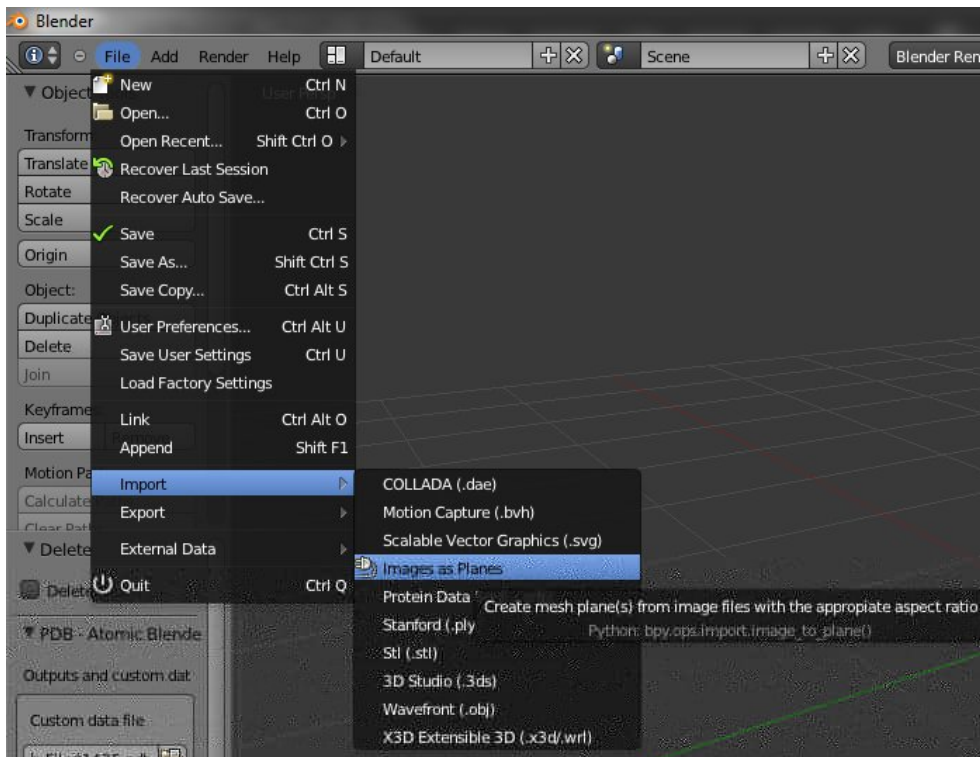 Blender
File Add Render Help Default Scene Blender Ren
Object
New Ctrl N
Open... Ctrl O
Transform
Open Recent... Shift Ctrl O
Translate
Recover Last Session
Rotate
Recover Auto Save...
Scale
Save Ctrl S
Origin
Save As... Shift Ctrl S
Object:
Save Copy... Ctrl Alt S
Duplicate
User Preferences... Ctrl Alt U
Delete
Save User Settings Ctrl U
Join
Load Factory Settings
Keyframe
Link Ctrl Alt O
Insert
Append Shift F1
Motion Pa
Import
COLLADA (.dae)
Calculate
Export
Motion Capture (.bvh)
Clear Path
Scalable Vector Graphics (.svg)
Delete
External Data
Images as Planes
Delet
Quit Ctrl Q
Protein Data
Create mesh plane(s) from image files with the appropiate aspect ratio
Stanford (.ply
Python: bpy.ops.import.image_to_plane()
PDB - Atomic Blende
Stl (.stl)
Outputs and custom dat
3D Studio (.3ds)
Wavefront (.obj)
Custom data file
X3D Extensible 3D (.x3d/.wrl)